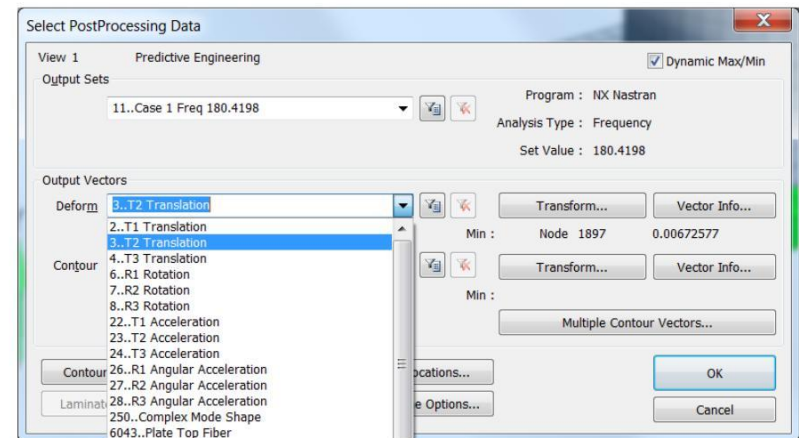 Select PostProcessing Data
View 1 Predictive Engineering Dynamic Max/Min
Output Sets
11..Case 1 Freq 180.4198
Program : NX Nastran
Analysis Type : Frequency
Set Value : 180.4198
Output Vectors
Deform 3..T2 Translation Transform... Vector Info...
2..T1 Translation
3..T2 Translation
Min : Node 1897 0.00672577
4..T3 Translation
Contour
6..R1 Rotation
Transform... Vector Info...
7..R2 Rotation
8..R3 Rotation
Min :
22..T1 Acceleration
23..T2 Acceleration
Multiple Contour Vectors...
24..T3 Acceleration
26..R1 Angular Acceleration
27..R2 Angular Acceleration
OK
28..R3 Angular Acceleration
250..Complex Mode Shape
Cancel
6043..Plate Top Fiber